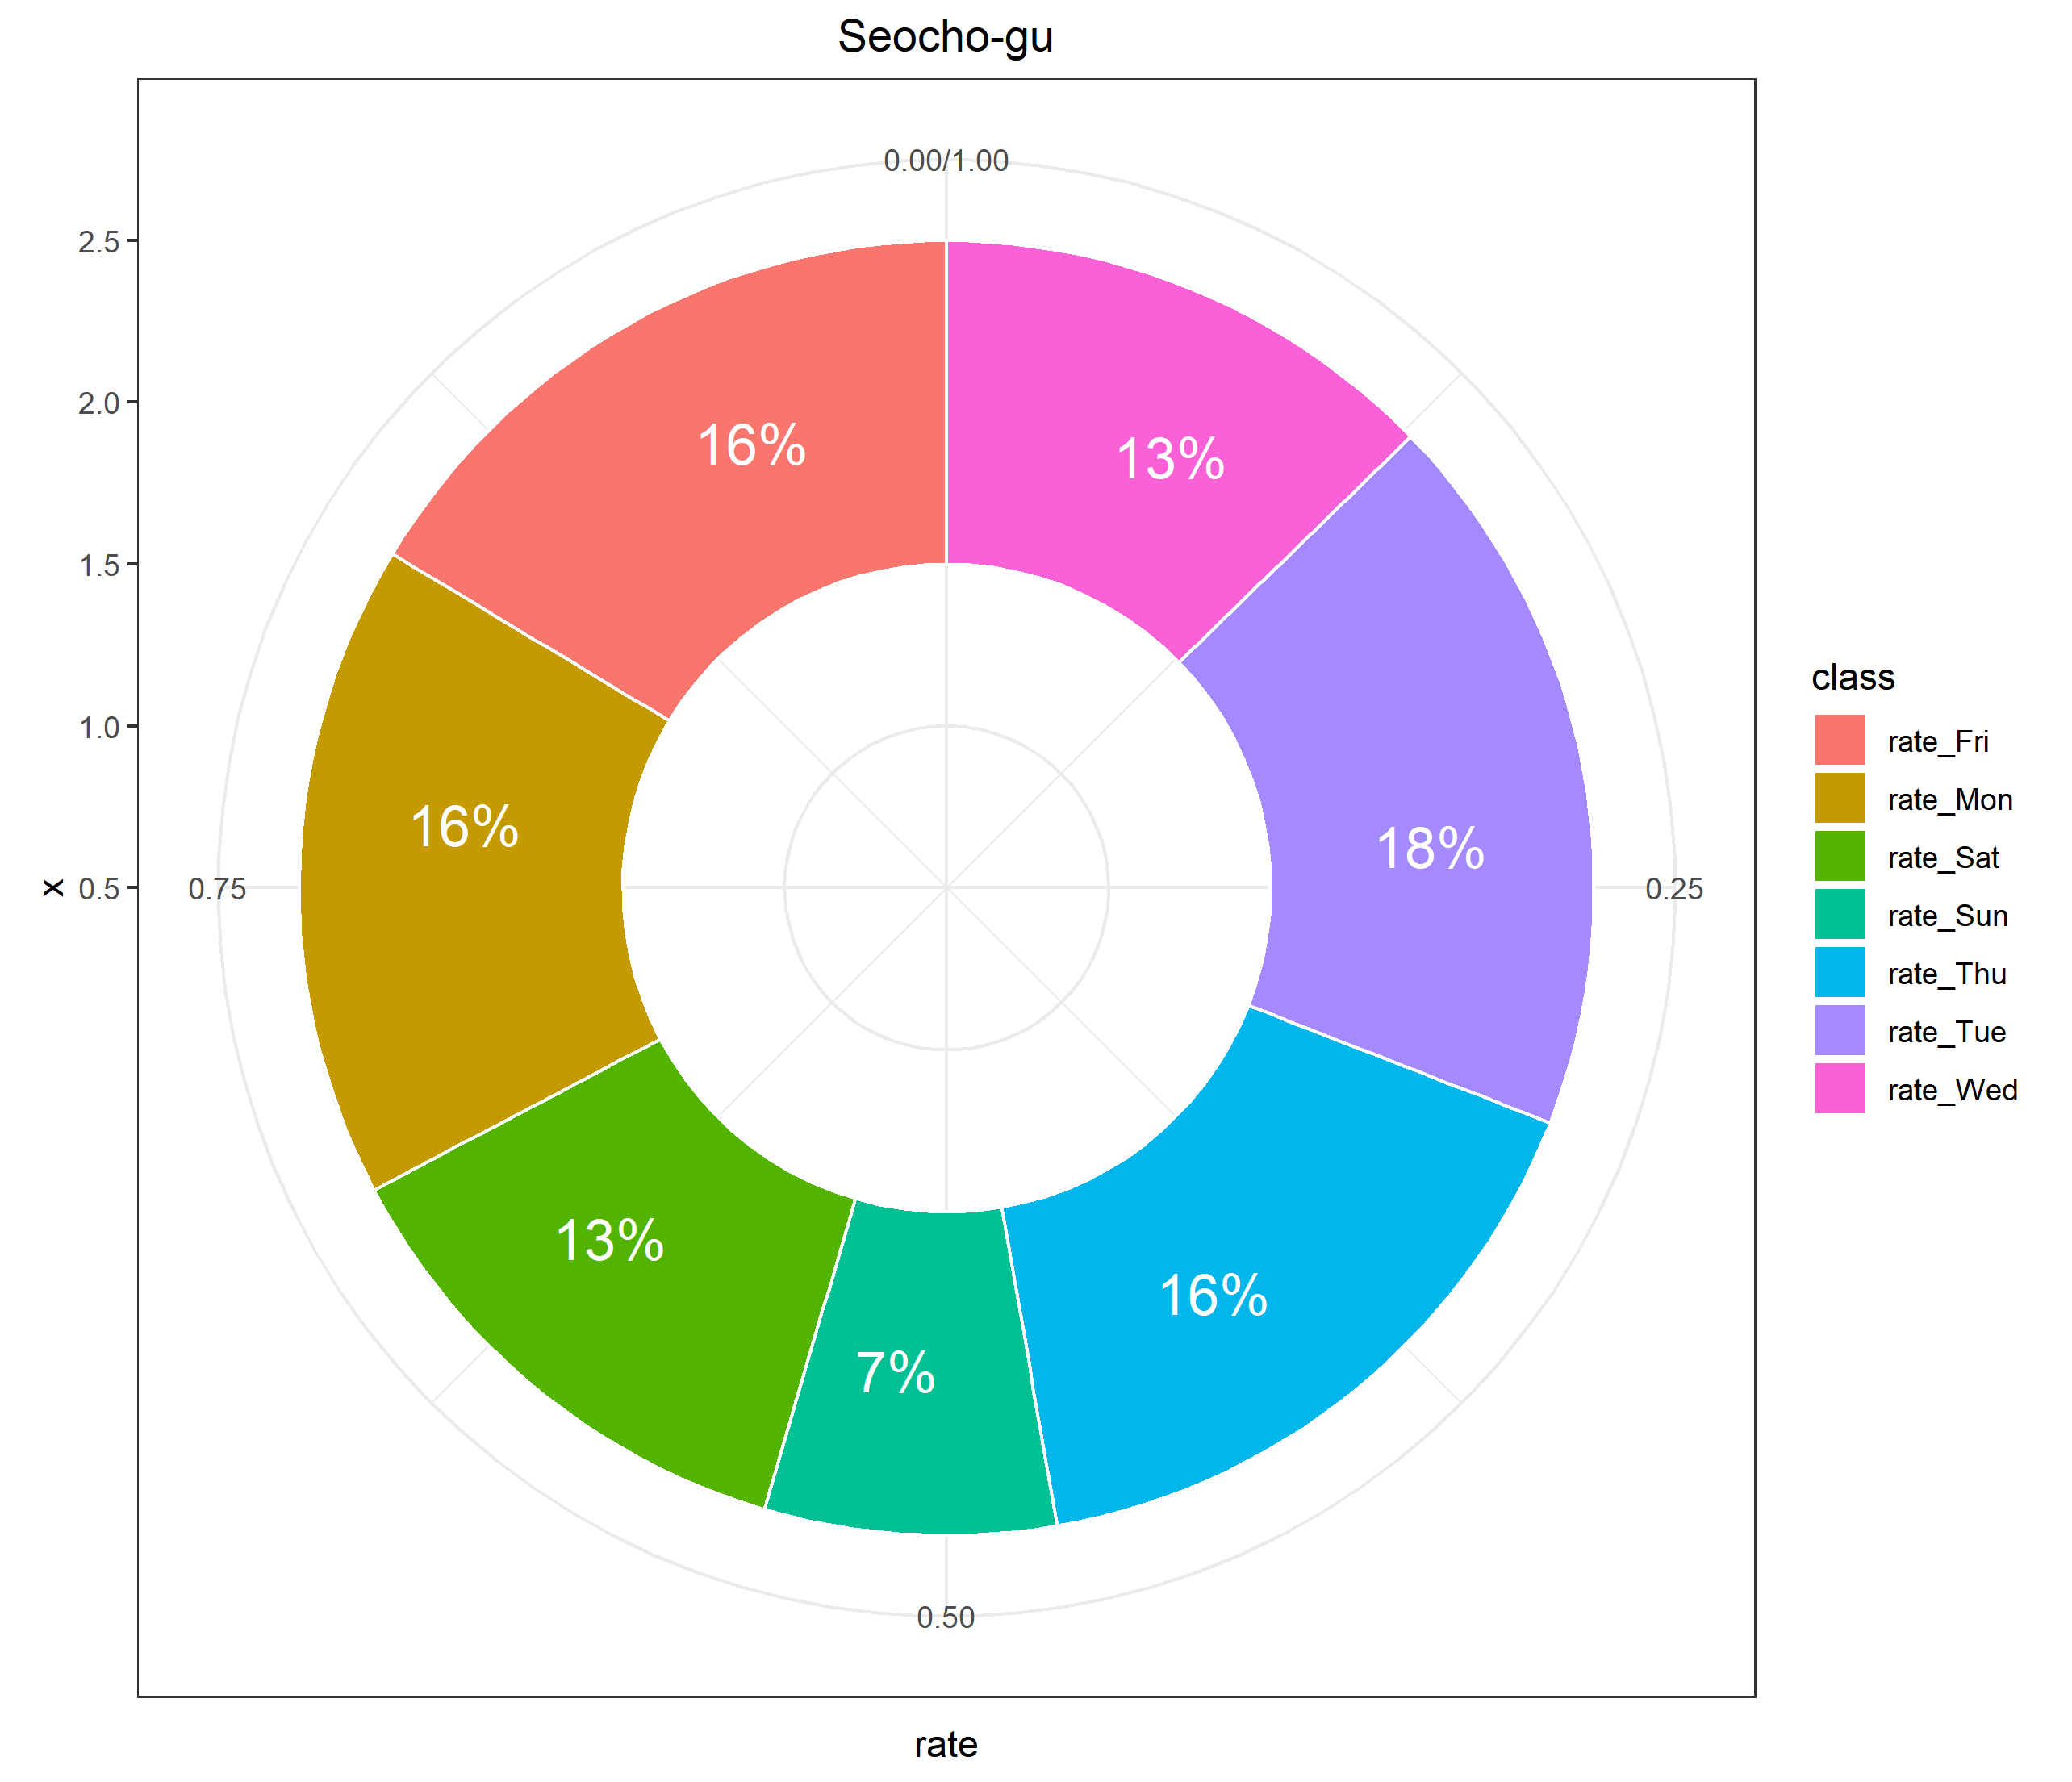 Seocho-gu
0.00/1.00
2.5
2.0
1.5
1.0
0.5
x
0.75
0.25
0.50
16%
13%
16%
18%
13%
16%
7%
rate
class
rate_Fri
rate_Mon
rate_Sat
rate_Sun
rate_Thu
rate_Tue
rate_Wed